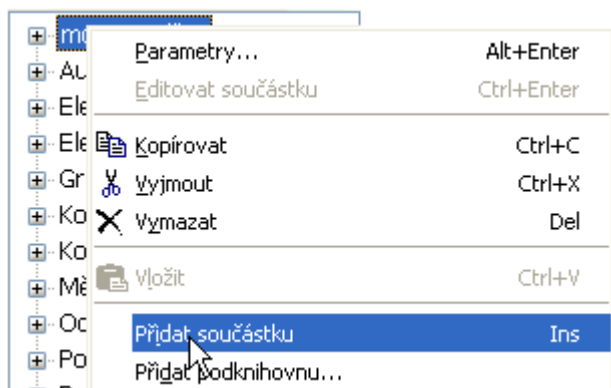 Parametry... Alt+Enter
Editovat součástku Ctrl+Enter
Kopírovat Ctrl+C
Vyjmout Ctrl+X
Vymazat Del
Vložit Ctrl+V
Přidat součástku Ins
Přidat podknihovnu...